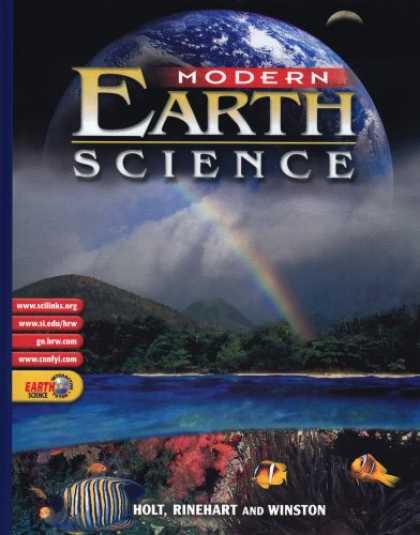 MODERN
EARTH
SCIENCE
www.scilinks.org
www.si.edu/hrw
go.hrw.com
www.cnnfyi.com
EARTH
SCIENCE
HOLT, RINEHART AND WINSTON